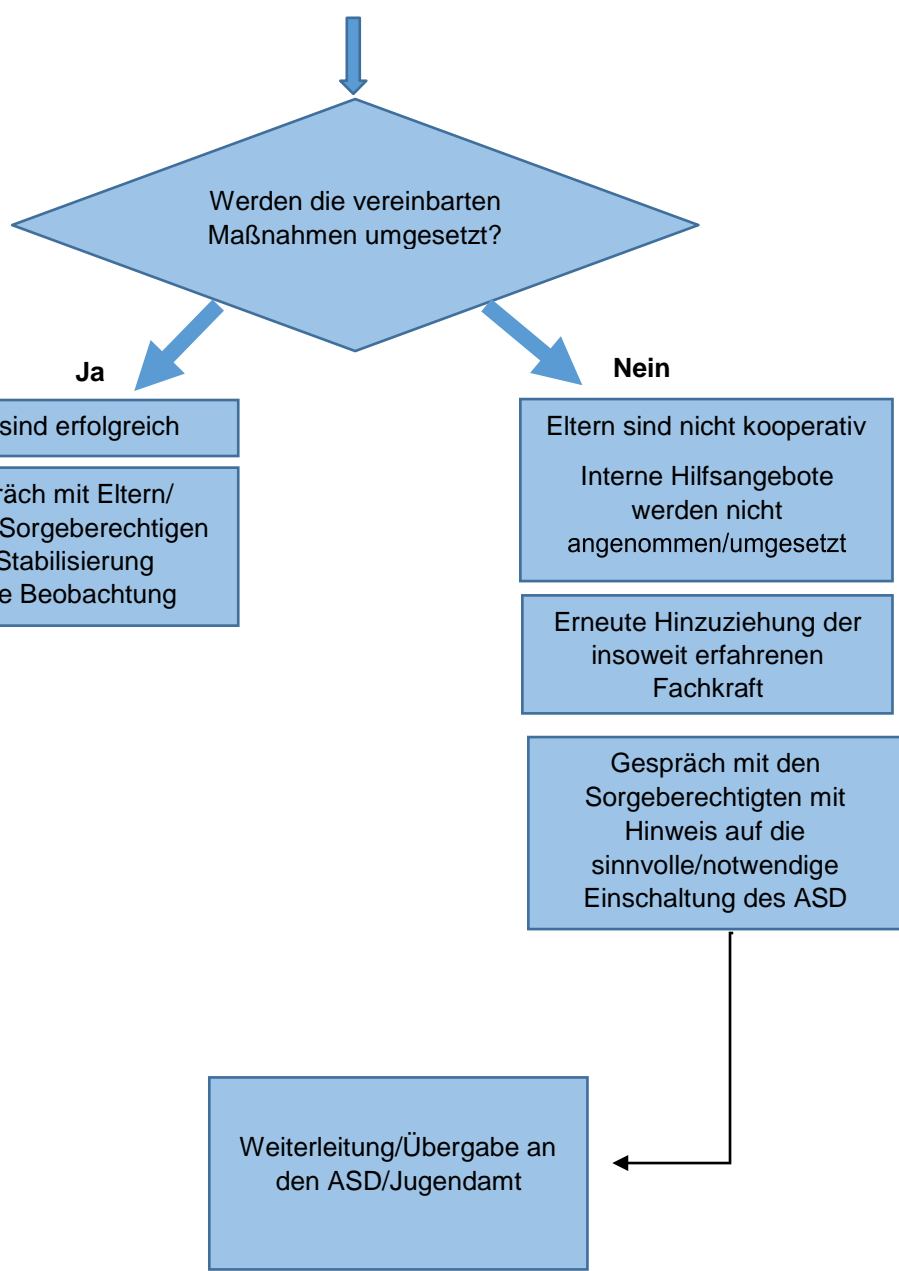 Werden die vereinbarten
Maßnahmen umgesetzt?
Ja
Nein
sind erfolgreich
mit Eltern/
Sorgeberechtigen
Stabilisierung
Beobachtung
Eltern sind nicht kooperativ
Interne Hilfsangebote
werden nicht
angenommen/umgesetzt
Erneute Hinzuziehung der
insoweit erfahrenen
Fachkraft
Gespräch mit den
Sorgeberechtigten mit
Hinweis auf die
sinnvolle/notwendige
Einschaltung des ASD
Weiterleitung/Übergabe an
den ASD/Jugendamt